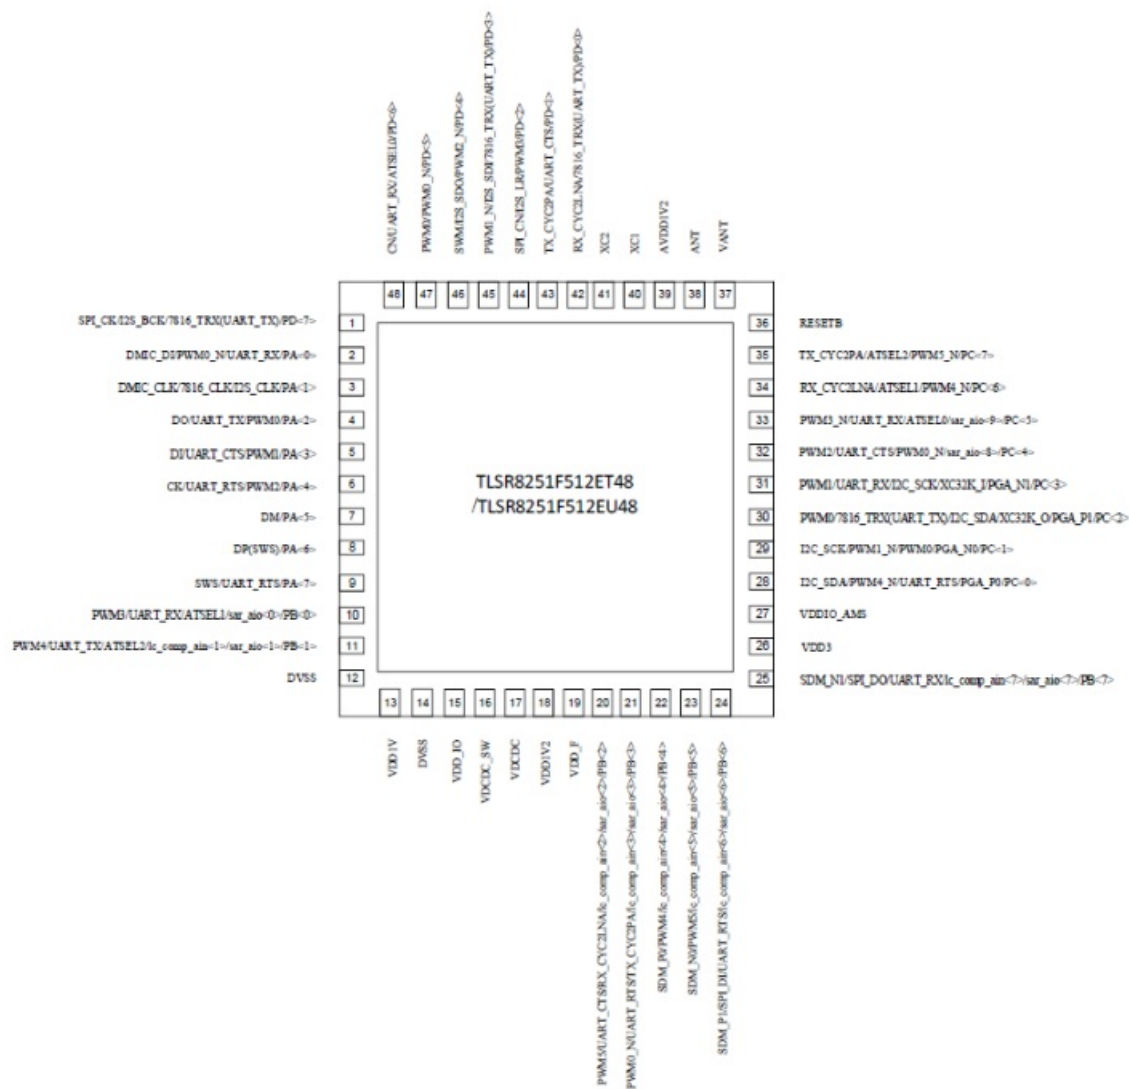 CN/UART_RX/ATSEL0/PD<6>
PWM0/PWM0_N/PD<5>
SWM/I2S_SDO/PWM2_N/PD<4>
PWM1_N/I2S_SDI/7816_TRX(UART_TX)/PD<3>
SPI_CN/I2S_LR/PWM3/PD<2>
TX_CYC2PA/UART_CTS/PD<1>
RX_CYC2LNA/7816_TRX(UART_TX)/PD<0>
XC2
XC1
AVDD1V2
ANT
VANT
48 47 46 45 44 43 42 41 40 39 38 37
SPI_CK/I2S_BCK/7816_TRX(UART_TX)/PD<7> 1
DMIC_DI/PWM0_N/UART_RX/PA<0> 2
DMIC_CLK/7816_CLK/I2S_CLK/PA<1> 3
DO/UART_TX/PWM0/PA<2> 4
DI/UART_CTS/PWM1/PA<3> 5
CK/UART_RTS/PWM2/PA<4> 6
DM/PA<5> 7
DP(SWS)/PA<6> 8
SWS/UART_RTS/PA<7> 9
PWM3/UART_RX/ATSEL1/sar_aio<0>/PB<0> 10
PWM4/UART_TX/ATSEL2/lc_comp_ain<1>/sar_aio<1>/PB<1> 11
DVSS 12
TLSR8251F512ET48
/TLSR8251F512EU48
36 RESETB
35 TX_CYC2PA/ATSEL2/PWM5_N/PC<7>
34 RX_CYC2LNA/ATSEL1/PWM4_N/PC<6>
33 PWM3_N/UART_RX/ATSEL0/sar_aio<9>/PC<5>
32 PWM2/UART_CTS/PWM0_N/sar_aio<8>/PC<4>
31 PWM1/UART_RX/I2C_SCK/XC32K_I/PGA_N1/PC<3>
30 PWM0/7816_TRX(UART_TX)/I2C_SDA/XC32K_O/PGA_P1/PC<2>
29 I2C_SCK/PWM1_N/PWM0/PGA_N0/PC<1>
28 I2C_SDA/PWM4_N/UART_RTS/PGA_P0/PC<0>
27 VDDIO_AMS
26 VDD3
25 SDM_N1/SPI_DO/UART_RX/lc_comp_ain<7>/sar_aio<7>/PB<7>
13 14 15 16 17 18 19 20 21 22 23 24
VDD1V
DVSS
VDD_IO
VDCDC_SW
VDCDC
VDD1V2
VDD_F
PWM5/UART_CTS/RX_CYC2LNA/lc_comp_ain<2>/sar_aio<2>/PB<2>
PWM0_N/UART_RTS/TX_CYC2PA/lc_comp_ain<3>/sar_aio<3>/PB<3>
SDM_P0/PWM4/lc_comp_ain<4>/sar_aio<4>/PB<4>
SDM_N0/PWM5/lc_comp_ain<5>/sar_aio<5>/PB<5>
SDM_P1/SPI_DI/UART_RTS/lc_comp_ain<6>/sar_aio<6>/PB<6>